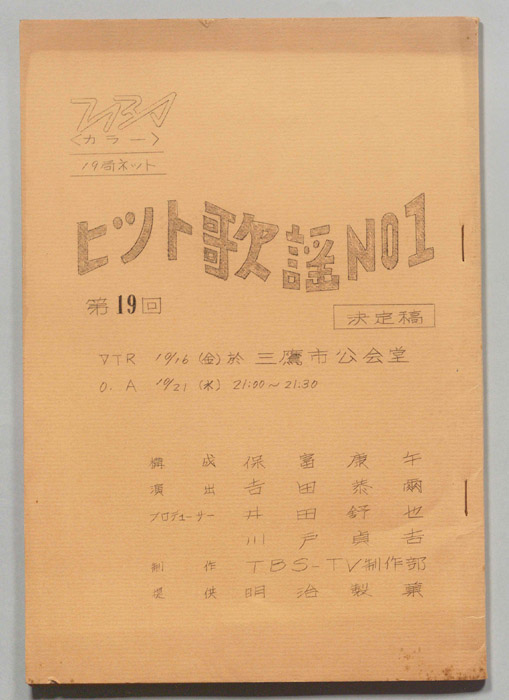 TBS
〈カラー〉
19局ネット
ヒット歌謡NO1
第19回
決定稿
VTR 10/16 (金) 於 三鷹市公会堂
O.A 10/21 (水) 21:00〜21:30
構成 保富康午
演出 吉田恭爾
プロデューサー 井田紓也
川戸貞吉
制作 TBS-TV制作部
提供 明治製菓